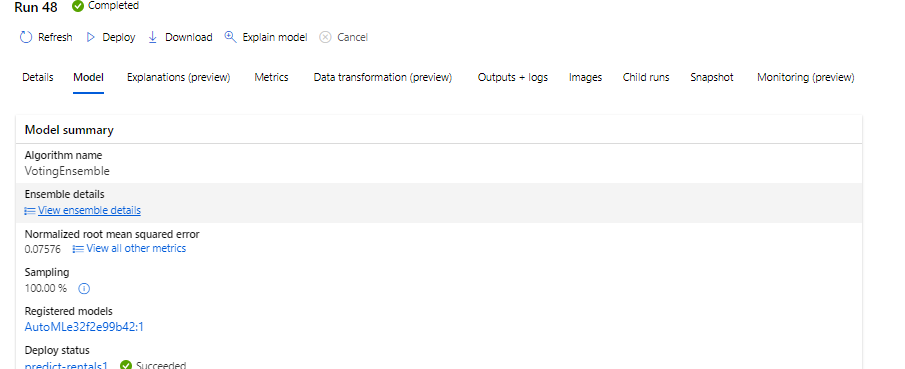 Run 48 Completed
Refresh Deploy Download Explain model Cancel
Details Model Explanations (preview) Metrics Data transformation (preview) Outputs + logs Images Child runs Snapshot Monitoring (preview)
Model summary
Algorithm name
VotingEnsemble
Ensemble details
View ensemble details
Normalized root mean squared error
0.07576 View all other metrics
Sampling
100.00 %
Registered models
AutoMLe32f2e99b42:1
Deploy status
predict-rentals1 Succeeded